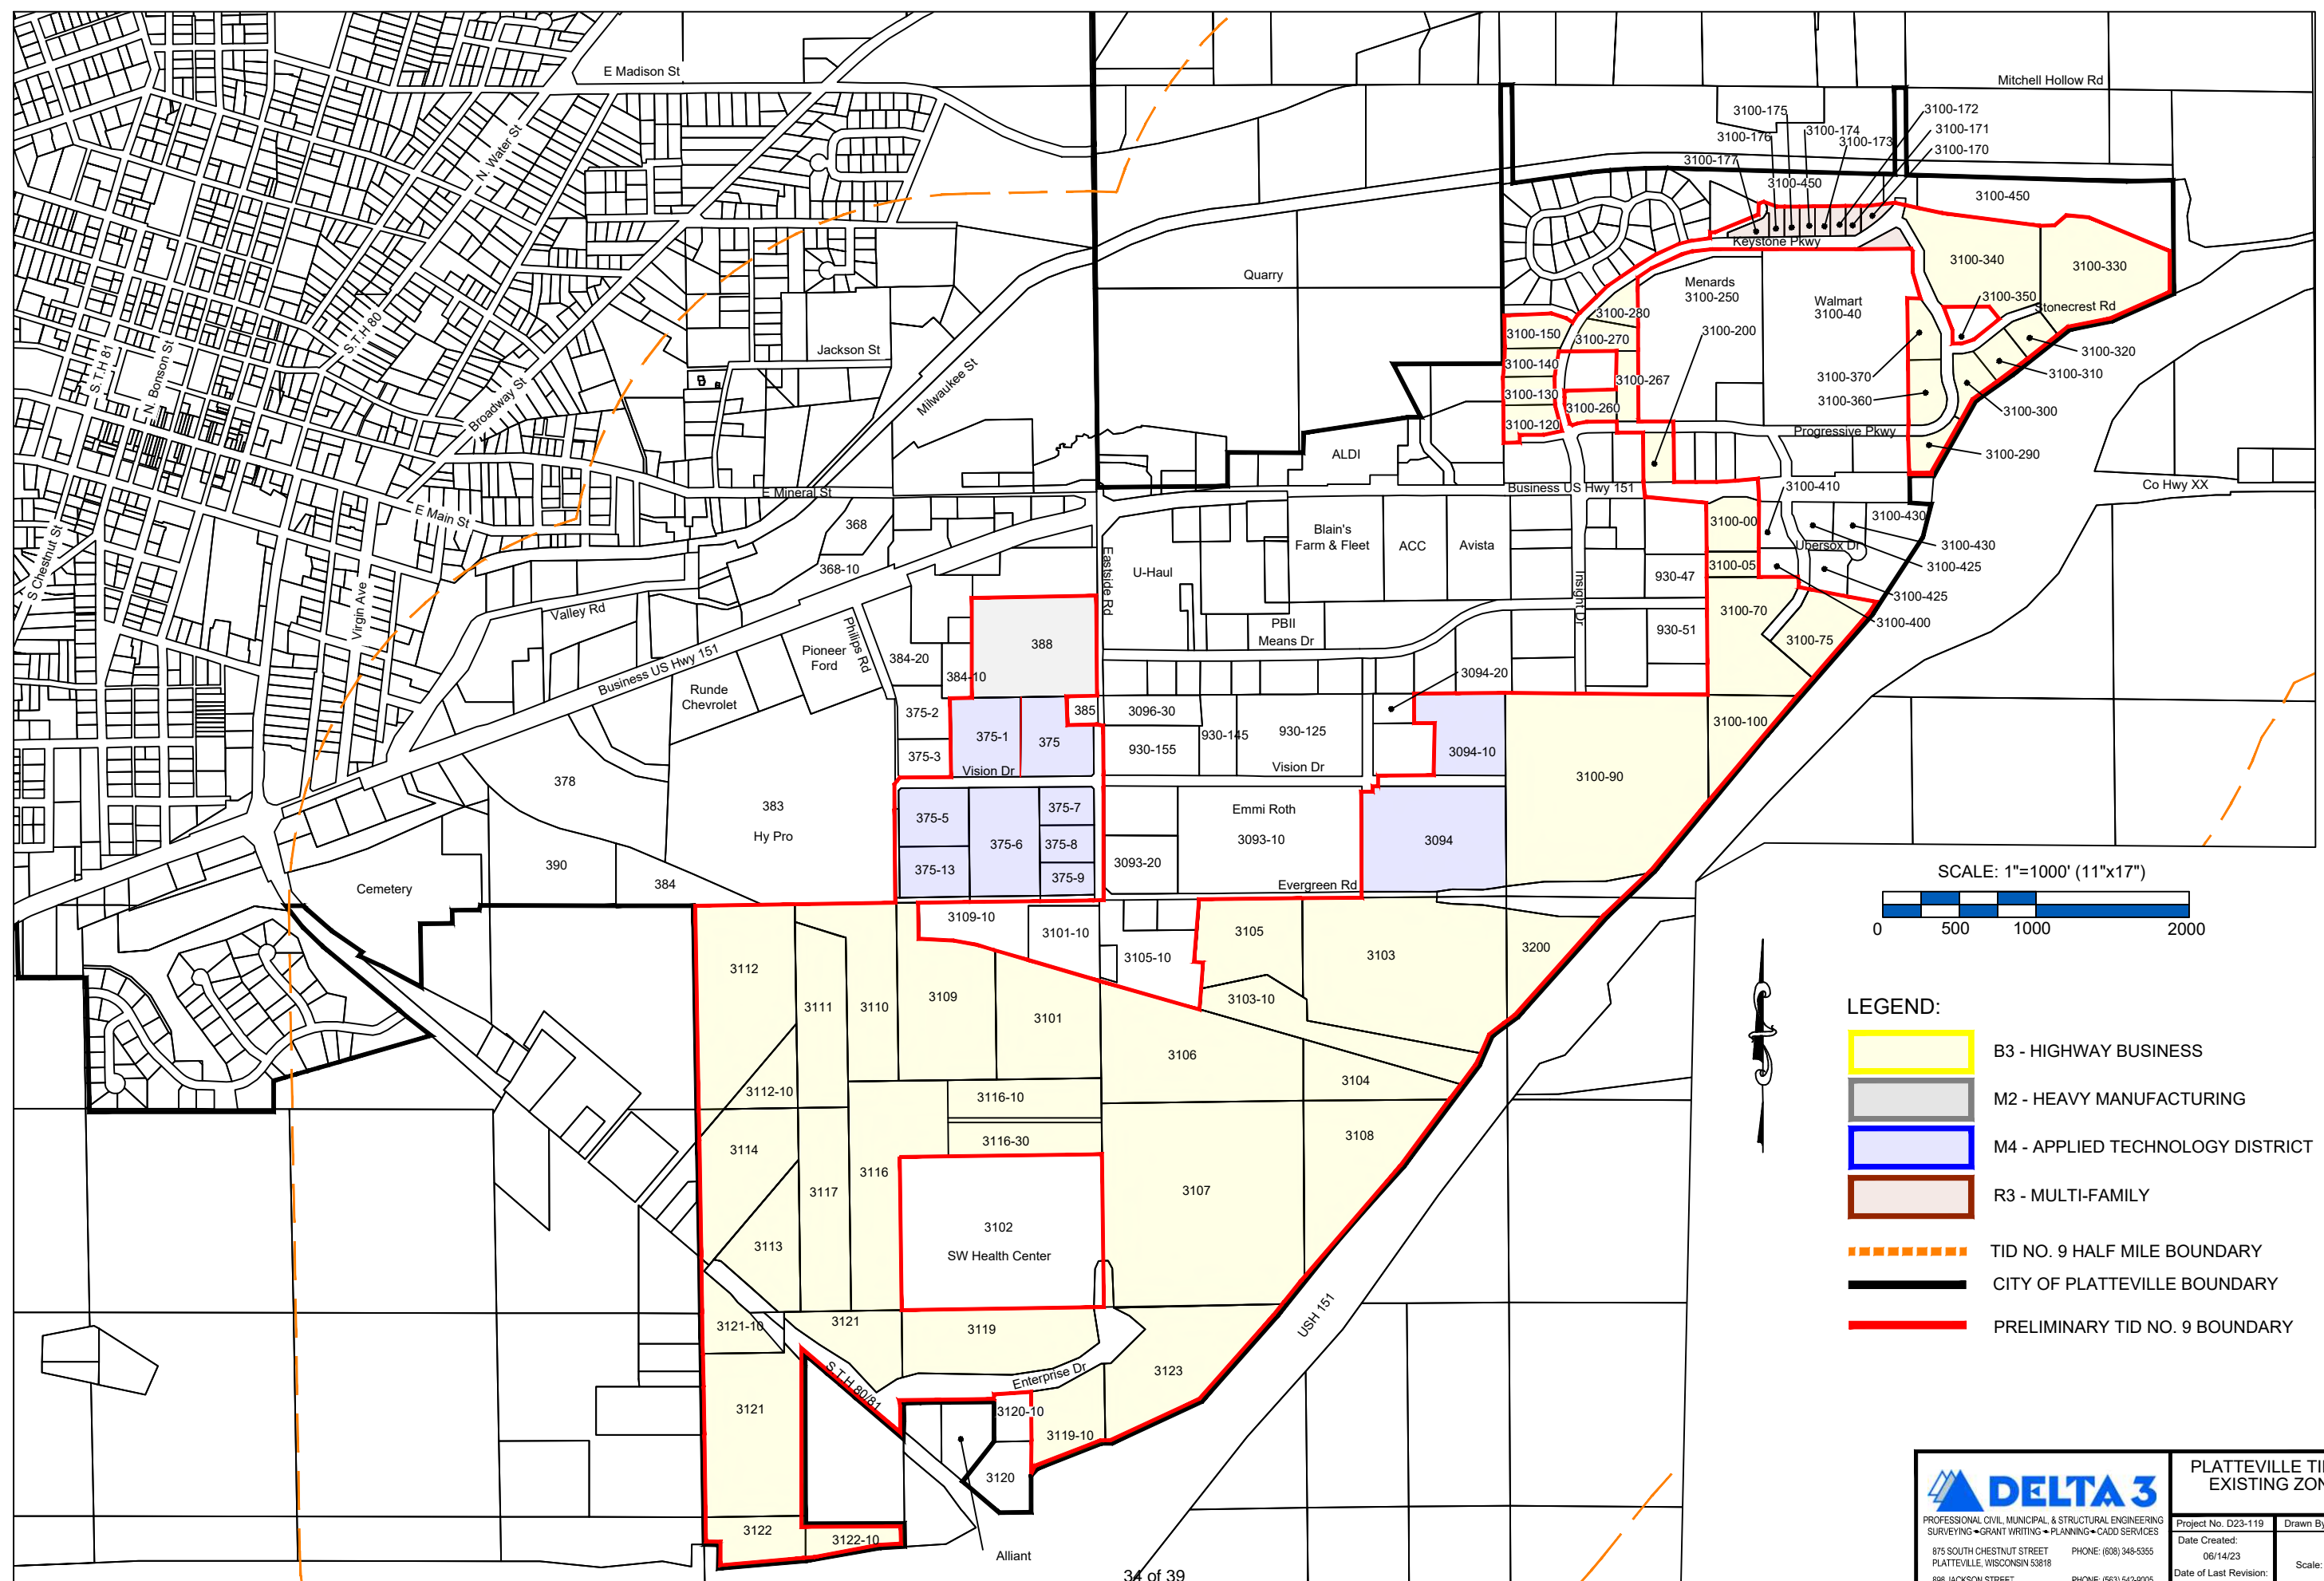 E Madison St
Mitchell Hollow Rd
3100-175
3100-172
3100-176
3100-174
3100-171
3100-173
3100-170
3100-177
3100-450
3100-450
N. Water St
Keystone Pkwy
3100-340
3100-330
Quarry
Menards
3100-250
Walmart
3100-40
3100-350
Stonecrest Rd
3100-280
3100-200
3100-150
3100-270
S.T.H 80
Jackson St
3100-320
3100-140
3100-267
3100-370
3100-310
S.T.H 81
N. Bonson St
Milwaukee St
3100-130
3100-360
3100-260
3100-300
Broadway St
3100-120
Progressive Pkwy
ALDI
3100-290
E Mineral St
Business US Hwy 151
3100-410
Co Hwy XX
E Main St
368
3100-00
3100-430
Blain's
Farm & Fleet
ACC
Avista
Ubersox Dr
3100-430
S Chestnut St
368-10
Eastside Rd
U-Haul
3100-05
3100-425
930-47
Insight Dr
3100-425
Virgin Ave
Valley Rd
3100-70
3100-400
PBII
Means Dr
930-51
3100-75
Philips Rd
388
Pioneer
Ford
384-20
Business US Hwy 151
384-10
3094-20
Runde
Chevrolet
375-2
385
3096-30
3100-100
375-1
375
930-145
930-125
930-155
3094-10
375-3
Vision Dr
Vision Dr
3100-90
378
383
Hy Pro
375-5
375-7
Emmi Roth
375-6
375-8
3093-10
3094
390
375-13
375-9
3093-20
384
Cemetery
Evergreen Rd
SCALE: 1"=1000' (11"x17")
0
500
1000
2000
3109-10
3101-10
3105
3105-10
3103
3200
3112
3111
3110
3109
3101
3103-10
LEGEND:
3106
B3 - HIGHWAY BUSINESS
3112-10
3116-10
3104
M2 - HEAVY MANUFACTURING
3114
3116-30
3108
M4 - APPLIED TECHNOLOGY DISTRICT
3117
3116
3107
R3 - MULTI-FAMILY
3113
3102
SW Health Center
TID NO. 9 HALF MILE BOUNDARY
CITY OF PLATTEVILLE BOUNDARY
3121-10
3121
3119
USH 151
PRELIMINARY TID NO. 9 BOUNDARY
S.T.H 80/81
Enterprise Dr
3123
3121
3120-10
3119-10
3120
3122
3122-10
Alliant
34 of 39
DELTA 3
PROFESSIONAL CIVIL, MUNICIPAL, & STRUCTURAL ENGINEERING
SURVEYING GRANT WRITING PLANNING CADD SERVICES
875 SOUTH CHESTNUT STREET PHONE: (608) 348-5355
PLATTEVILLE, WISCONSIN 53818
PLATTEVILLE
EXISTING
Project No. D23-119
Drawn By
Date Created:
06/14/23
Scale:
Date of Last Revision: